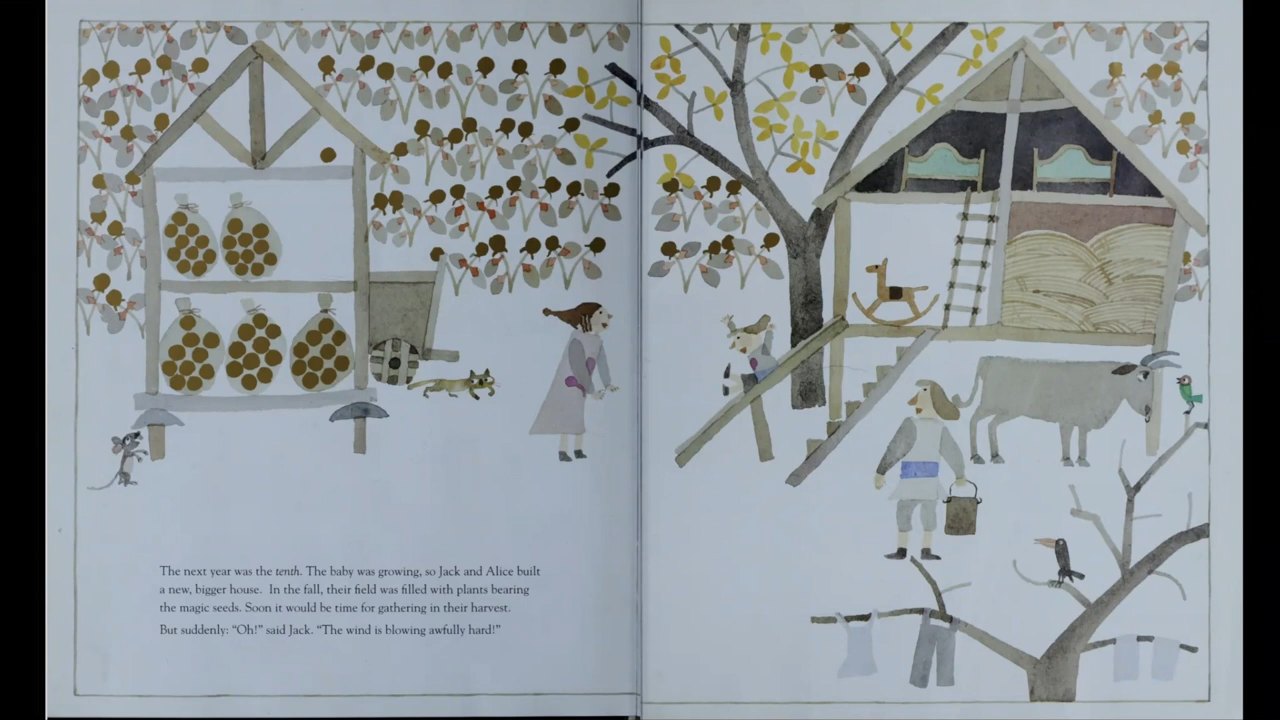 The next year was the tenth. The baby was growing, so Jack and Alice built
a new, bigger house. In the fall, their field was filled with plants bearing
the magic seeds. Soon it would be time for gathering in their harvest.
But suddenly: “Oh!” said Jack. “The wind is blowing awfully hard!”